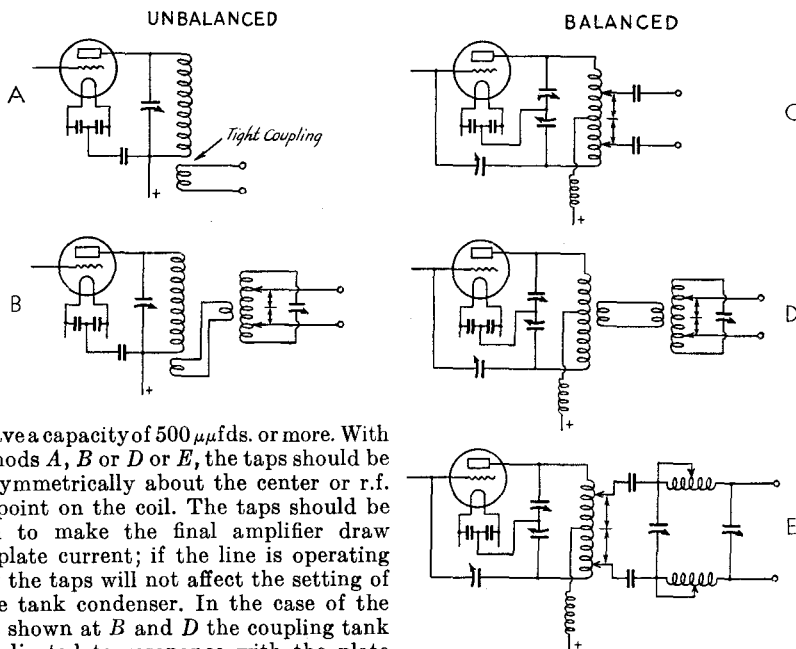 UNBALANCED
BALANCED
A
Tight Coupling
+
C
+
B
+
D
+
ve a capacity of 500 μμfds. or more. With
nods A, B or D or E, the taps should be
ymmetrically about the center or r.f.
point on the coil. The taps should be
to make the final amplifier draw
plate current; if the line is operating
the taps will not affect the setting of
e tank condenser. In the case of the
shown at B and D the coupling tank
E
+